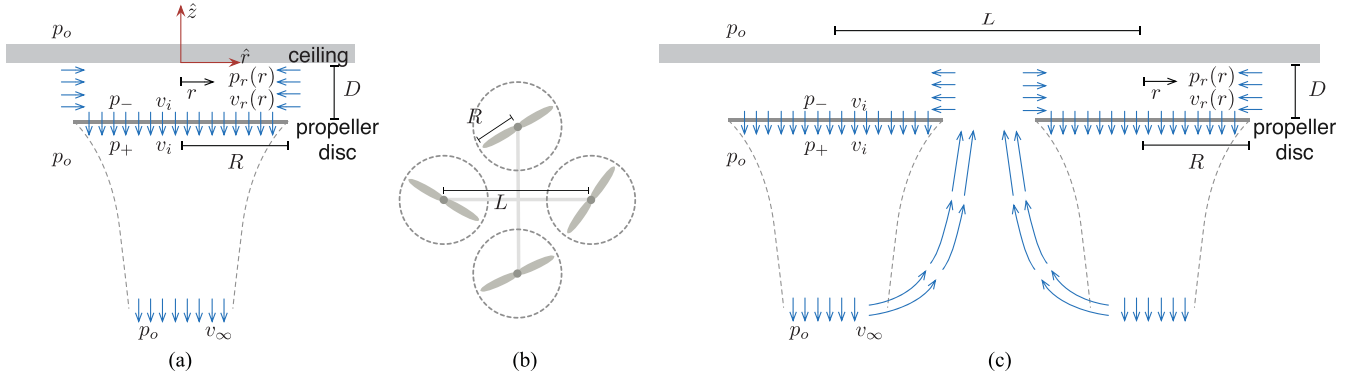 p_o
ẑ
r̂
ceiling
r
p_r(r)
v_r(r)
D
p_-
v_i
propeller
disc
p_o
p_+
v_i
R
p_o
v_∞
(a)
R
L
(b)
p_o
L
r
p_r(r)
v_r(r)
D
p_-
v_i
propeller
disc
p_o
p_+
v_i
R
p_o
v_∞
(c)